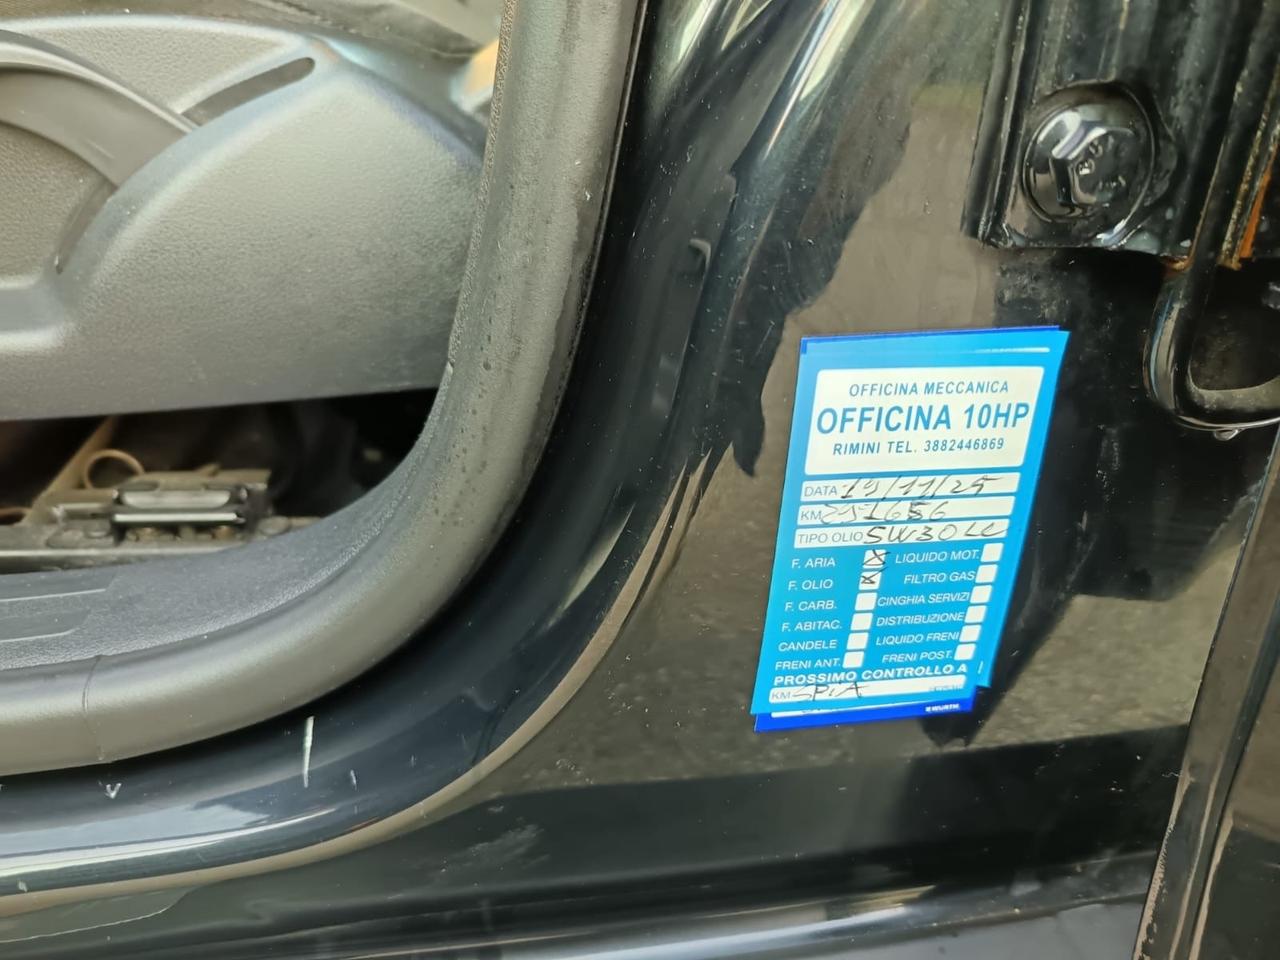 OFFICINA MECCANICA
OFFICINA 10HP
RIMINI TEL. 3882446869
DATA 19/11/25
KM
TIPO OLIO 5W30 LL
F. ARIA X LIQUIDO MOT.
F. OLIO X FILTRO GAS
F. CARB. CINGHIA SERVIZI
F. ABITAC. DISTRIBUZIONE
CANDELE LIQUIDO FRENI
FRENI ANT. FRENI POST.
PROSSIMO CONTROLLO A
KM SPIA
WÜRTH